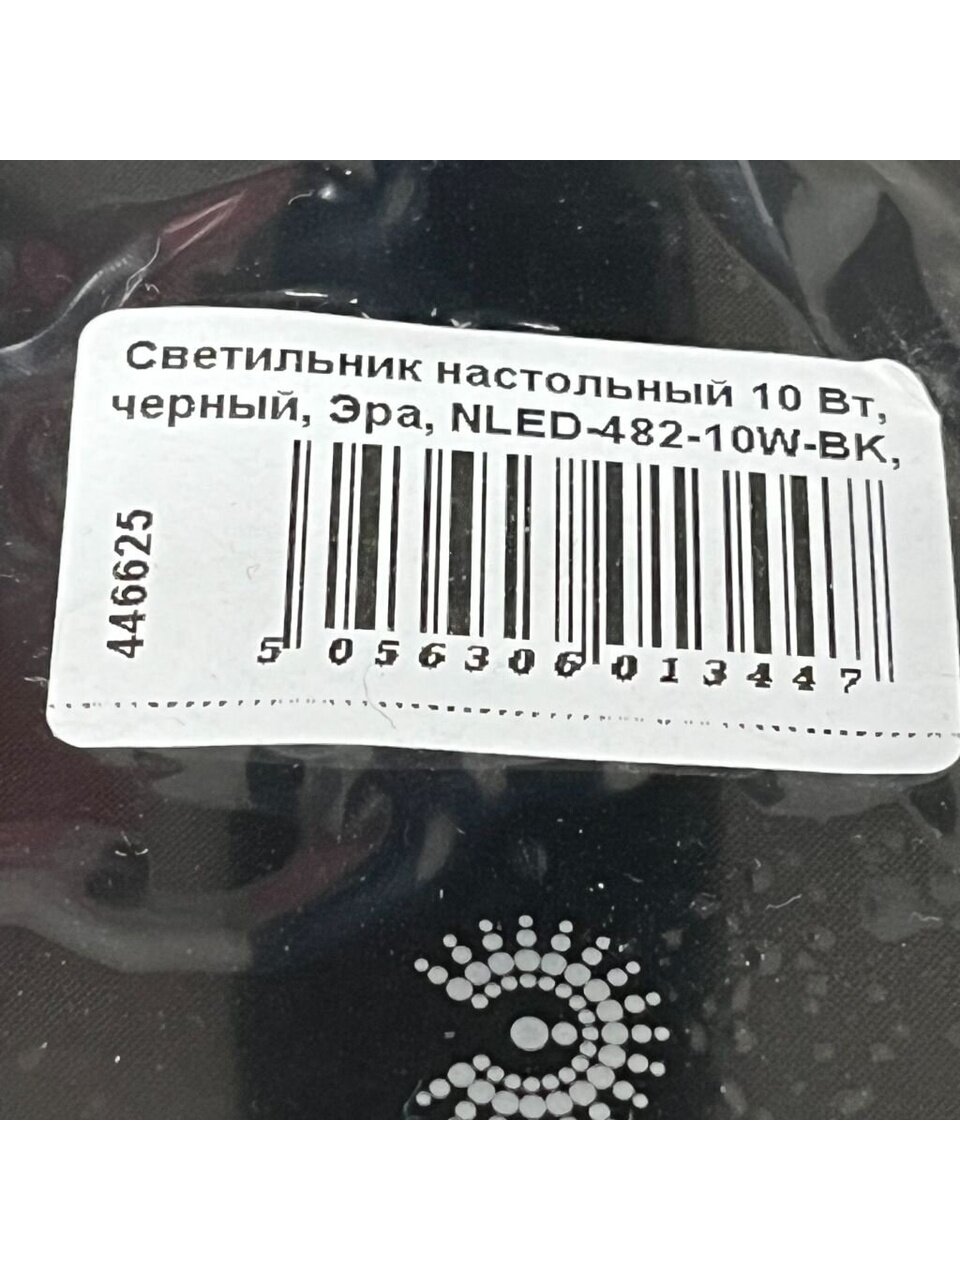 Светильник настольный 10 Вт,
черный, Эра, NLED-482-10W-BK,
446625
5 056306 013447